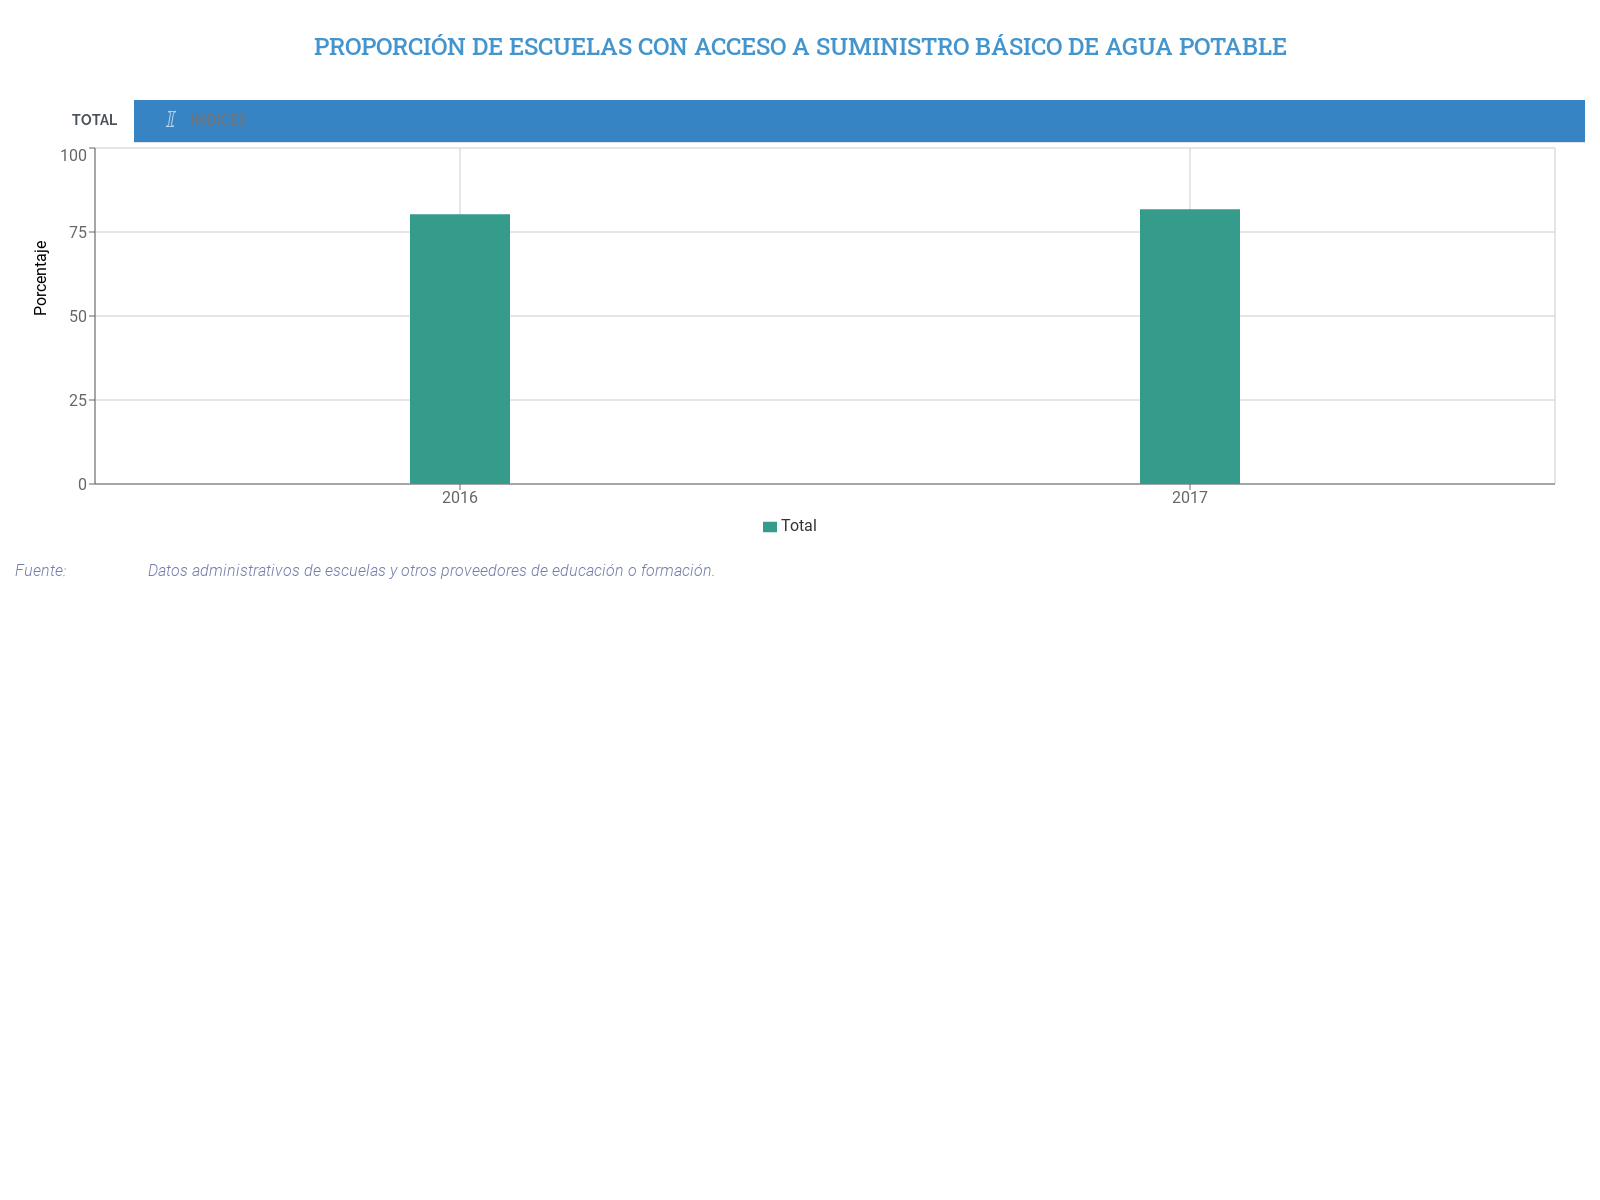 PROPORCIÓN DE ESCUELAS CON ACCESO A SUMINISTRO BÁSICO DE AGUA POTABLE
TOTAL I INDICES
100
75
50
25
0
Porcentaje
2016 2017
Total
Fuente: Datos administrativos de escuelas y otros proveedores de educación o formación.